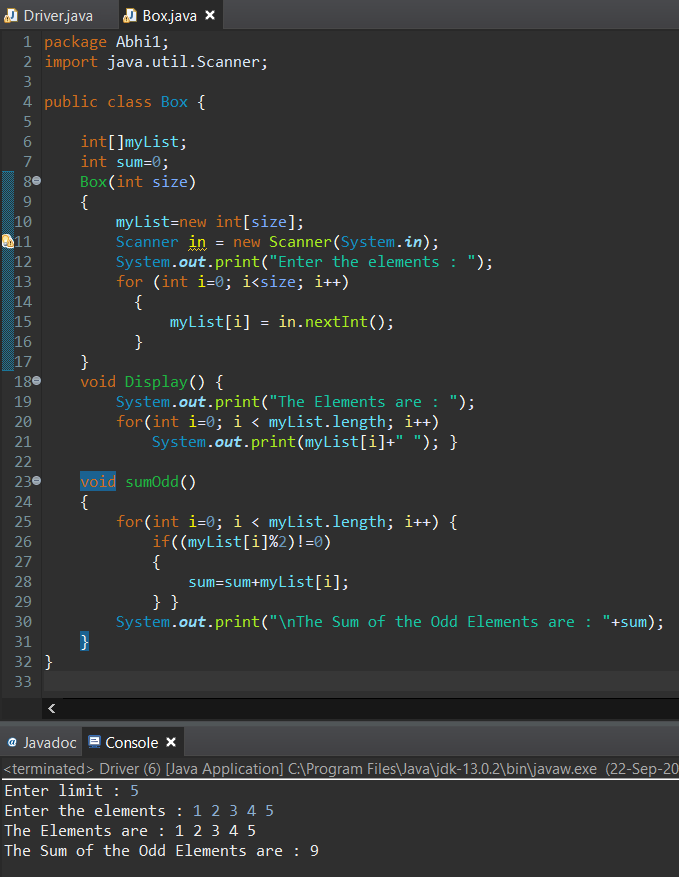 Driver.java Box.java
1 package Abhi1;
2 import java.util.Scanner;
3
4 public class Box {
5
6     int[]myList;
7     int sum=0;
8     Box(int size)
9     {
10         myList=new int[size];
11         Scanner in = new Scanner(System.in);
12         System.out.print("Enter the elements : ");
13         for (int i=0; i<size; i++)
14           {
15               myList[i] = in.nextInt();
16           }
17     }
18     void Display() {
19         System.out.print("The Elements are : ");
20         for(int i=0; i < myList.length; i++)
21             System.out.print(myList[i]+" "); }
22
23     void sumOdd()
24     {
25         for(int i=0; i < myList.length; i++) {
26             if((myList[i]%2)!=0)
27             {
28                 sum=sum+myList[i];
29             } }
30         System.out.print("\nThe Sum of the Odd Elements are : "+sum);
31     }
32 }
33
Javadoc Console
<terminated> Driver (6) [Java Application] C:\Program Files\Java\jdk-13.0.2\bin\javaw.exe (22-Sep-20
Enter limit : 5
Enter the elements : 1 2 3 4 5
The Elements are : 1 2 3 4 5
The Sum of the Odd Elements are : 9